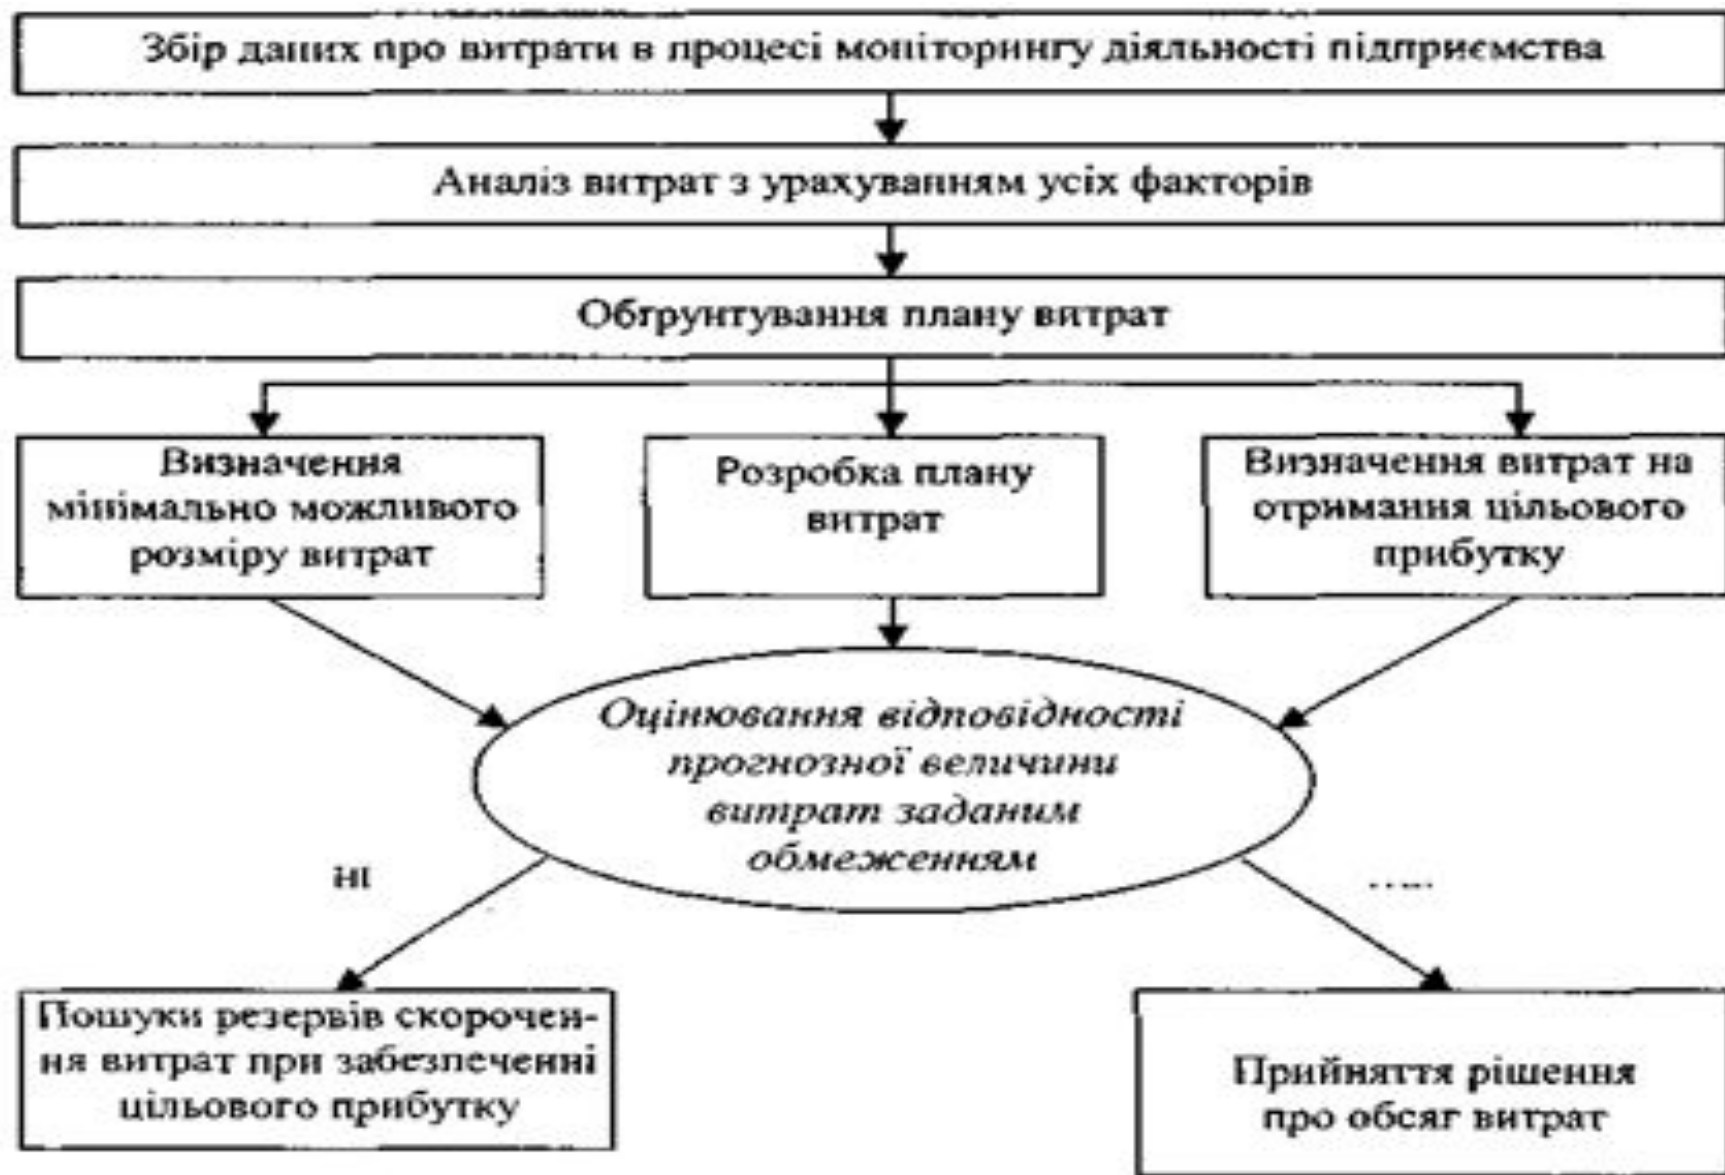 Збір даних про витрати в процесі моніторингу діяльності підприємства
Аналіз витрат з урахуванням усіх факторів
Обгрунтування плану витрат
Визначення
мінімально можливого
розміру витрат
Розробка плану
витрат
Визначення витрат на
отримання цільового
прибутку
Оцінювання відповідності
прогнозної величини
витрат заданим
обмеженням
ні
Пошуки резервів скорочен-
ня витрат при забезпеченні
цільового прибутку
Прийняття рішення
про обсяг витрат